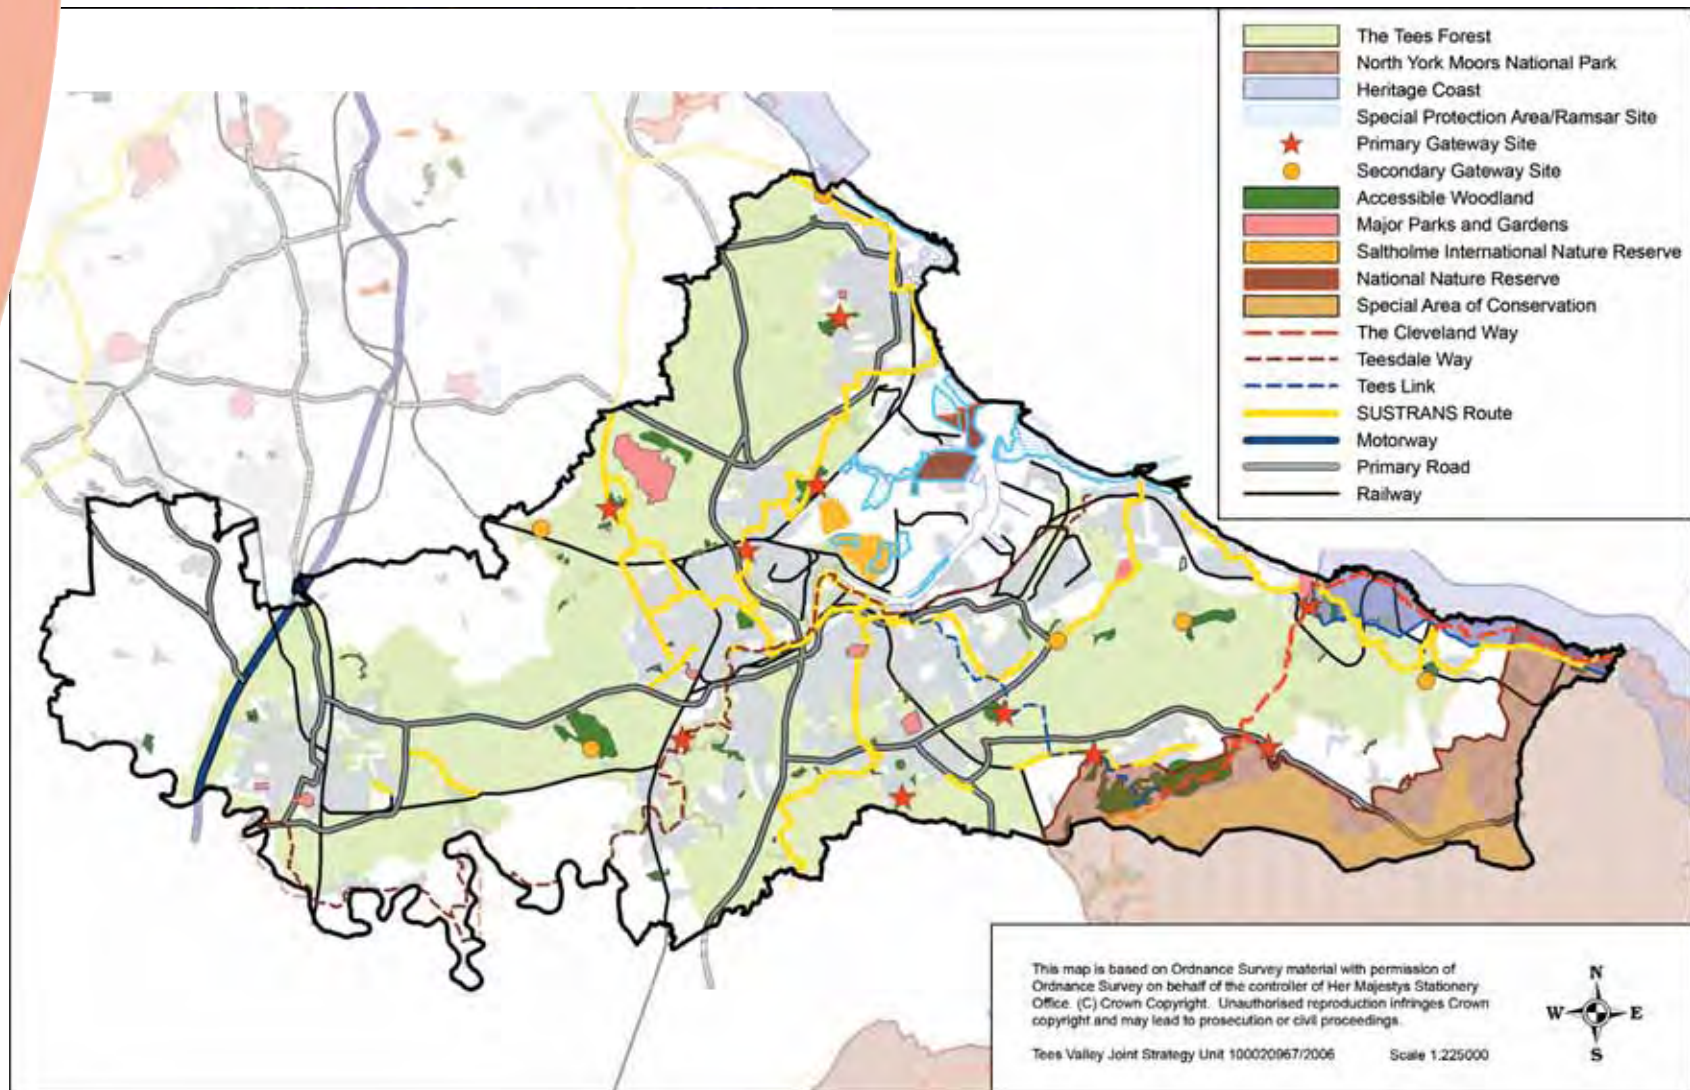 The Tees Forest
North York Moors National Park
Heritage Coast
Special Protection Area/Ramsar Site
Primary Gateway Site
Secondary Gateway Site
Accessible Woodland
Major Parks and Gardens
Saltholme International Nature Reserve
National Nature Reserve
Special Area of Conservation
The Cleveland Way
Teesdale Way
Tees Link
SUSTRANS Route
Motorway
Primary Road
Railway
This map is based on Ordnance Survey material with permission of
Ordnance Survey on behalf of the controller of Her Majestys Stationery
Office. (C) Crown Copyright. Unauthorised reproduction infringes Crown
copyright and may lead to prosecution or civil proceedings.
Tees Valley Joint Strategy Unit 100020967/2006 Scale 1:225000
N
W E
S